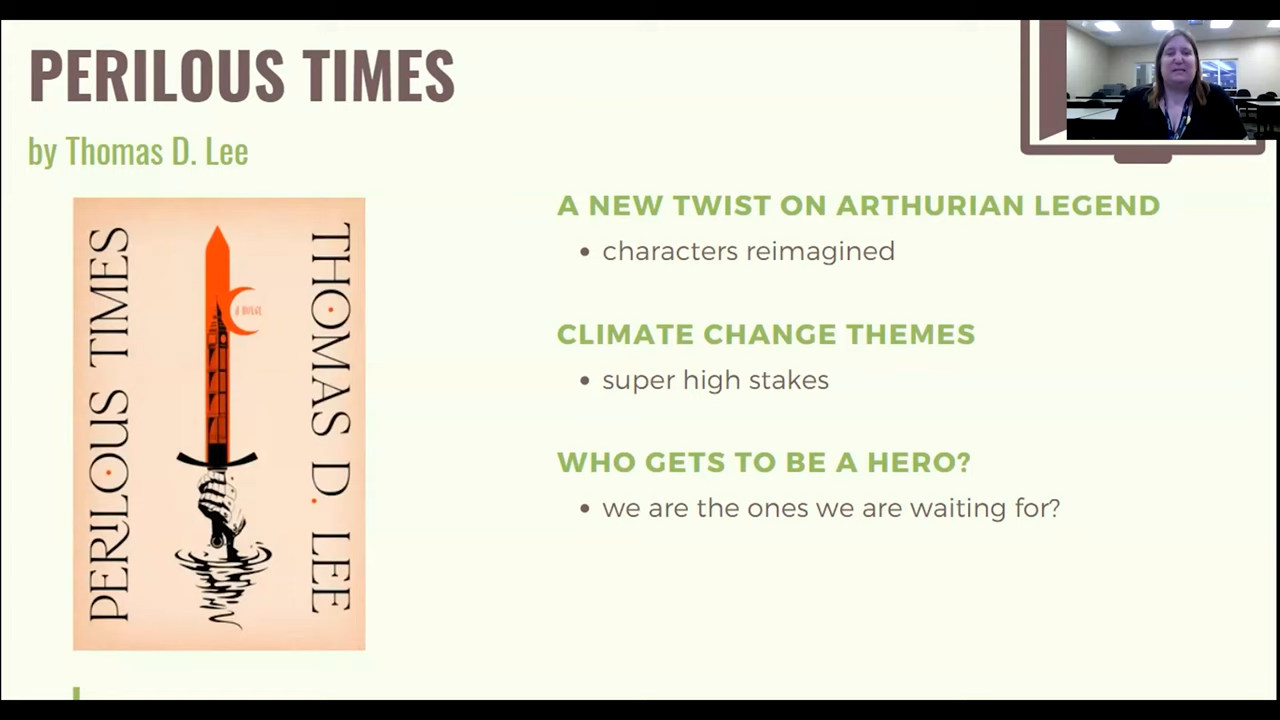 PERILOUS TIMES
by Thomas D. Lee
PERILOUS TIMES
A NOVEL
THOMAS D. LEE
A NEW TWIST ON ARTHURIAN LEGEND
• characters reimagined
CLIMATE CHANGE THEMES
• super high stakes
WHO GETS TO BE A HERO?
• we are the ones we are waiting for?